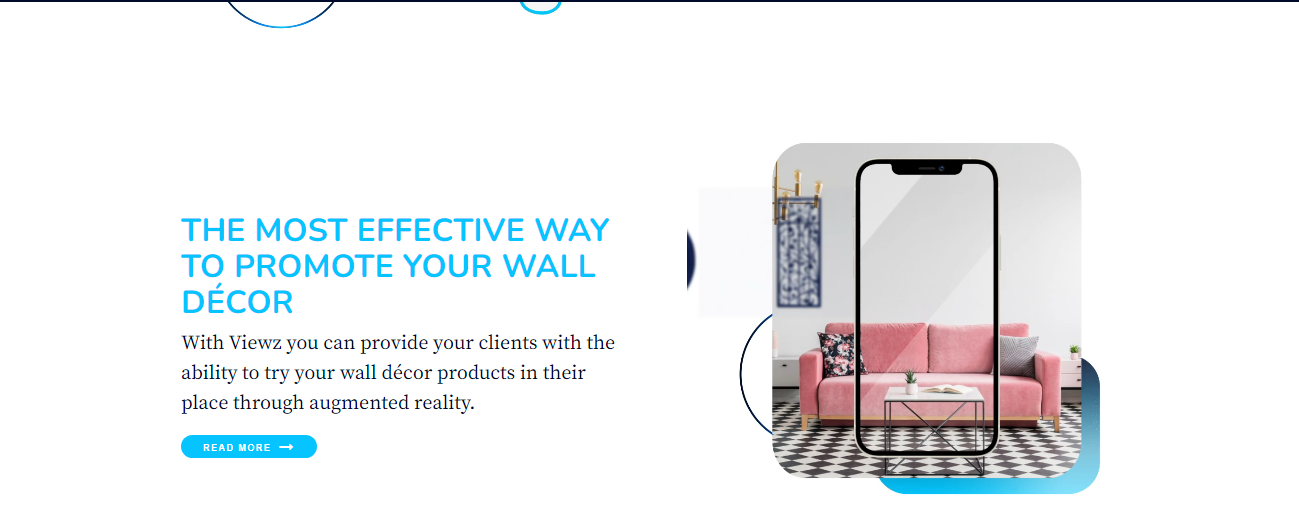 THE MOST EFFECTIVE WAY
TO PROMOTE YOUR WALL
DÉCOR
With Viewz you can provide your clients with the
ability to try your wall décor products in their
place through augmented reality.
READ MORE